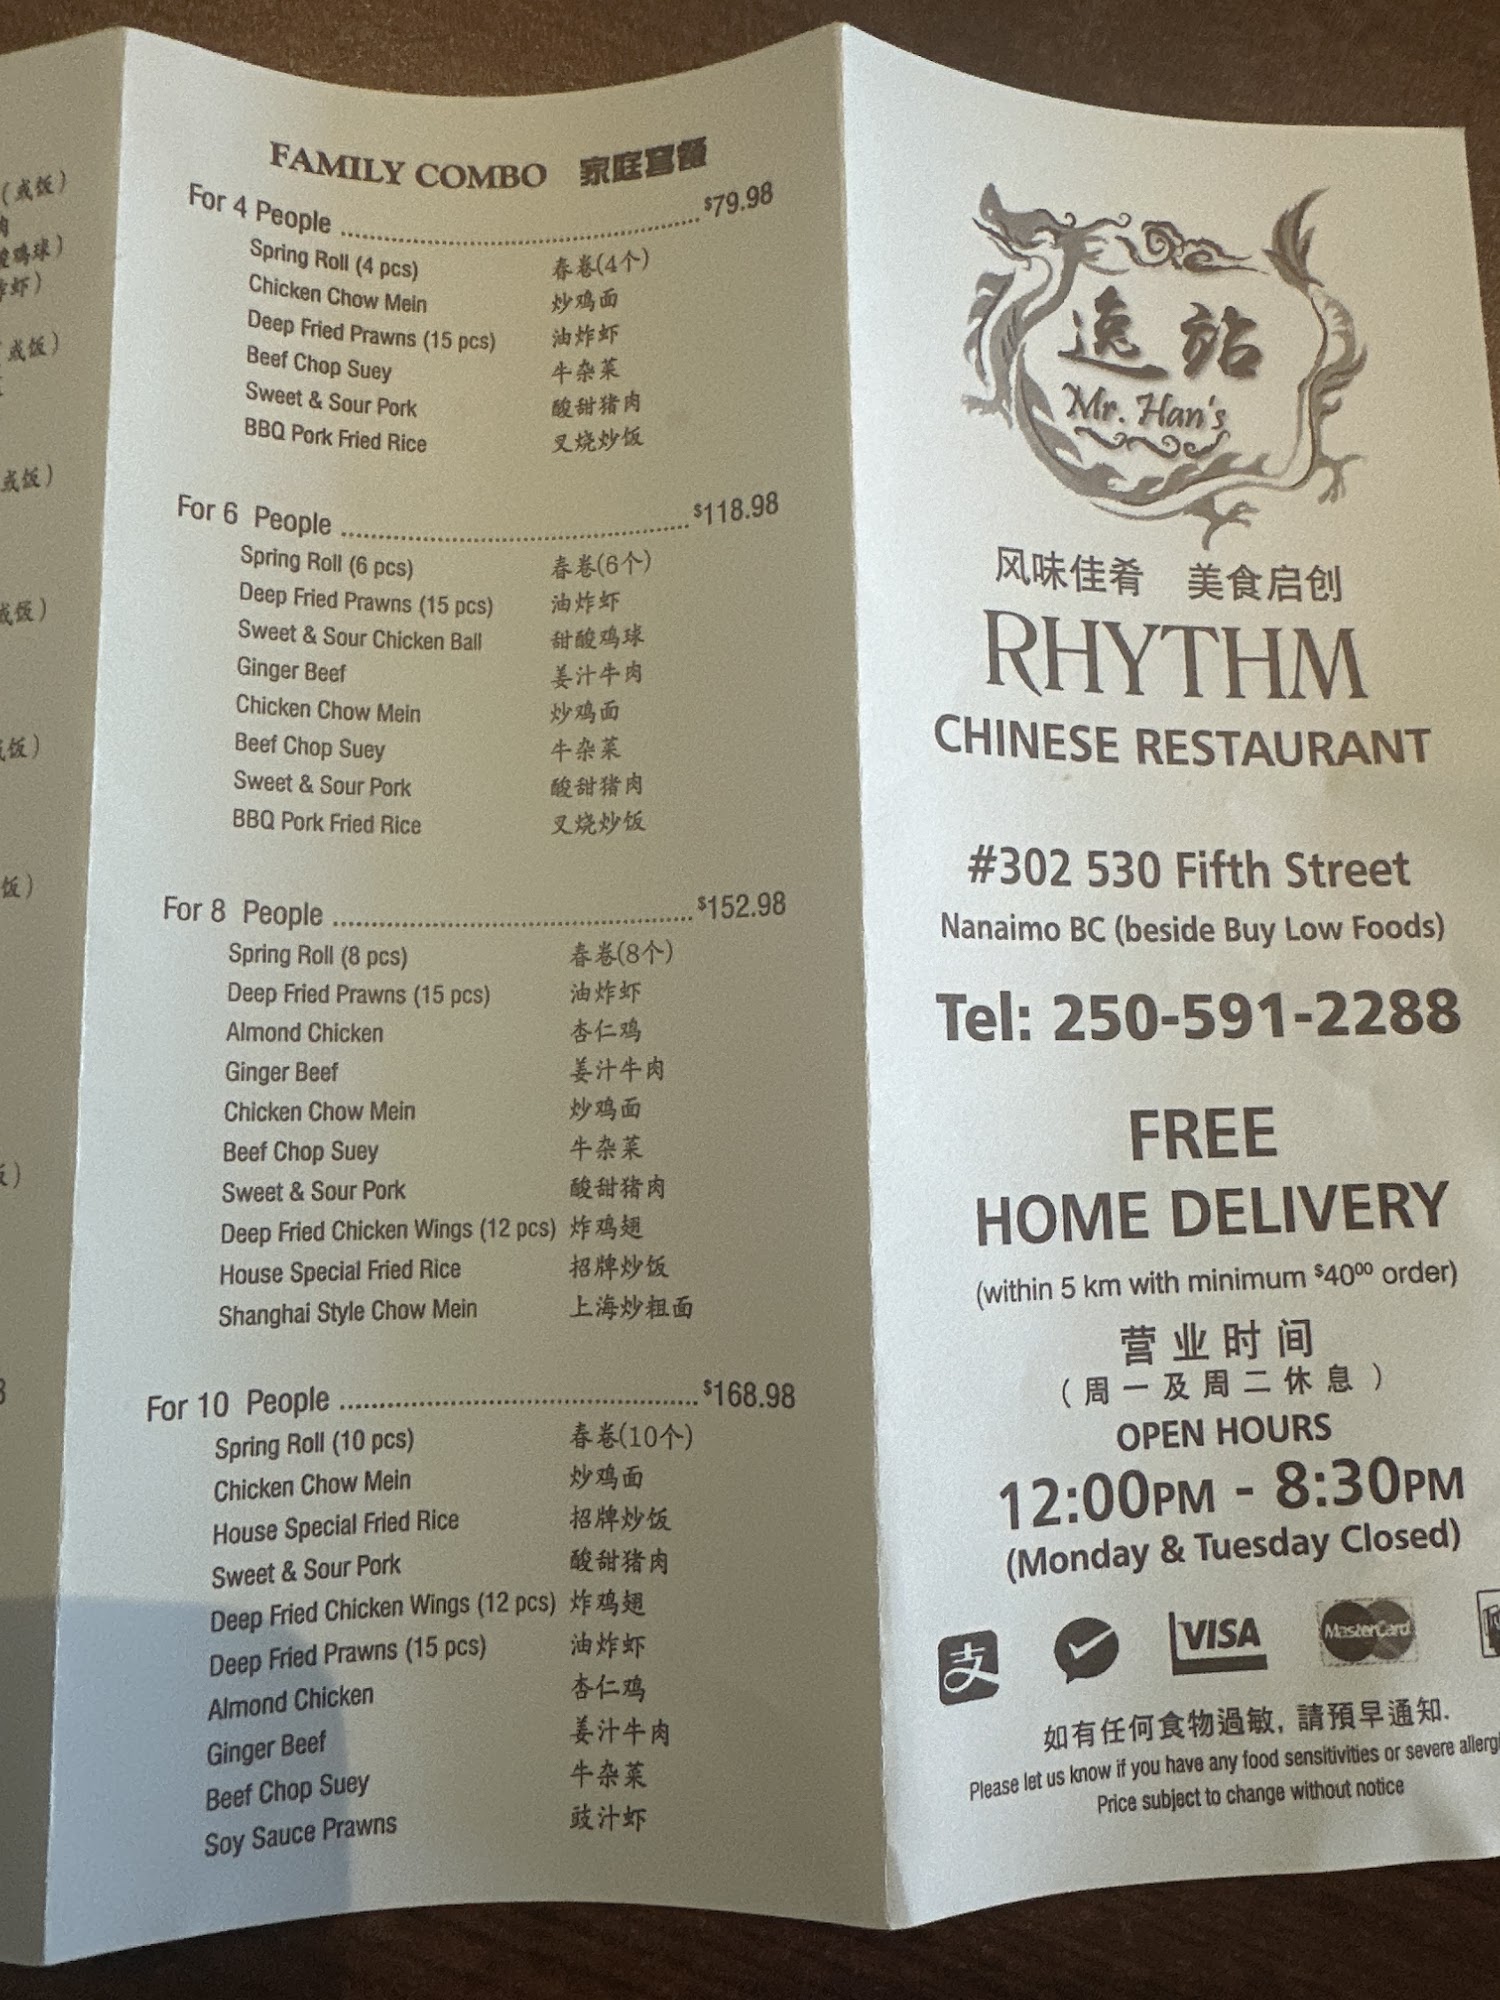 (或饭)
鸡球)
虾)
或饭)
或饭)
饭)
饭)
饭)
FAMILY COMBO 家庭套餐
For 4 People $79.98
Spring Roll (4 pcs) 春卷(4个)
Chicken Chow Mein 炒鸡面
Deep Fried Prawns (15 pcs) 油炸虾
Beef Chop Suey 牛杂菜
Sweet & Sour Pork 酸甜猪肉
BBQ Pork Fried Rice 叉烧炒饭
For 6 People $118.98
Spring Roll (6 pcs) 春卷(6个)
Deep Fried Prawns (15 pcs) 油炸虾
Sweet & Sour Chicken Ball 甜酸鸡球
Ginger Beef 姜汁牛肉
Chicken Chow Mein 炒鸡面
Beef Chop Suey 牛杂菜
Sweet & Sour Pork 酸甜猪肉
BBQ Pork Fried Rice 叉烧炒饭
For 8 People $152.98
Spring Roll (8 pcs) 春卷(8个)
Deep Fried Prawns (15 pcs) 油炸虾
Almond Chicken 杏仁鸡
Ginger Beef 姜汁牛肉
Chicken Chow Mein 炒鸡面
Beef Chop Suey 牛杂菜
Sweet & Sour Pork 酸甜猪肉
Deep Fried Chicken Wings (12 pcs) 炸鸡翅
House Special Fried Rice 招牌炒饭
Shanghai Style Chow Mein 上海炒粗面
For 10 People $168.98
Spring Roll (10 pcs) 春卷(10个)
Chicken Chow Mein 炒鸡面
House Special Fried Rice 招牌炒饭
Sweet & Sour Pork 酸甜猪肉
Deep Fried Chicken Wings (12 pcs) 炸鸡翅
Deep Fried Prawns (15 pcs) 油炸虾
Almond Chicken 杏仁鸡
Ginger Beef 姜汁牛肉
Beef Chop Suey 牛杂菜
Soy Sauce Prawns 豉汁虾
逸站
Mr. Han's
风味佳肴 美食启创
RHYTHM
CHINESE RESTAURANT
#302 530 Fifth Street
Nanaimo BC (beside Buy Low Foods)
Tel: 250-591-2288
FREE
HOME DELIVERY
(within 5 km with minimum $40⁰⁰ order)
营业时间
(周一及周二休息)
OPEN HOURS
12:00PM - 8:30PM
(Monday & Tuesday Closed)
支 VISA MasterCard
如有任何食物過敏, 請預早通知.
Please let us know if you have any food sensitivities or severe allergi
Price subject to change without notice